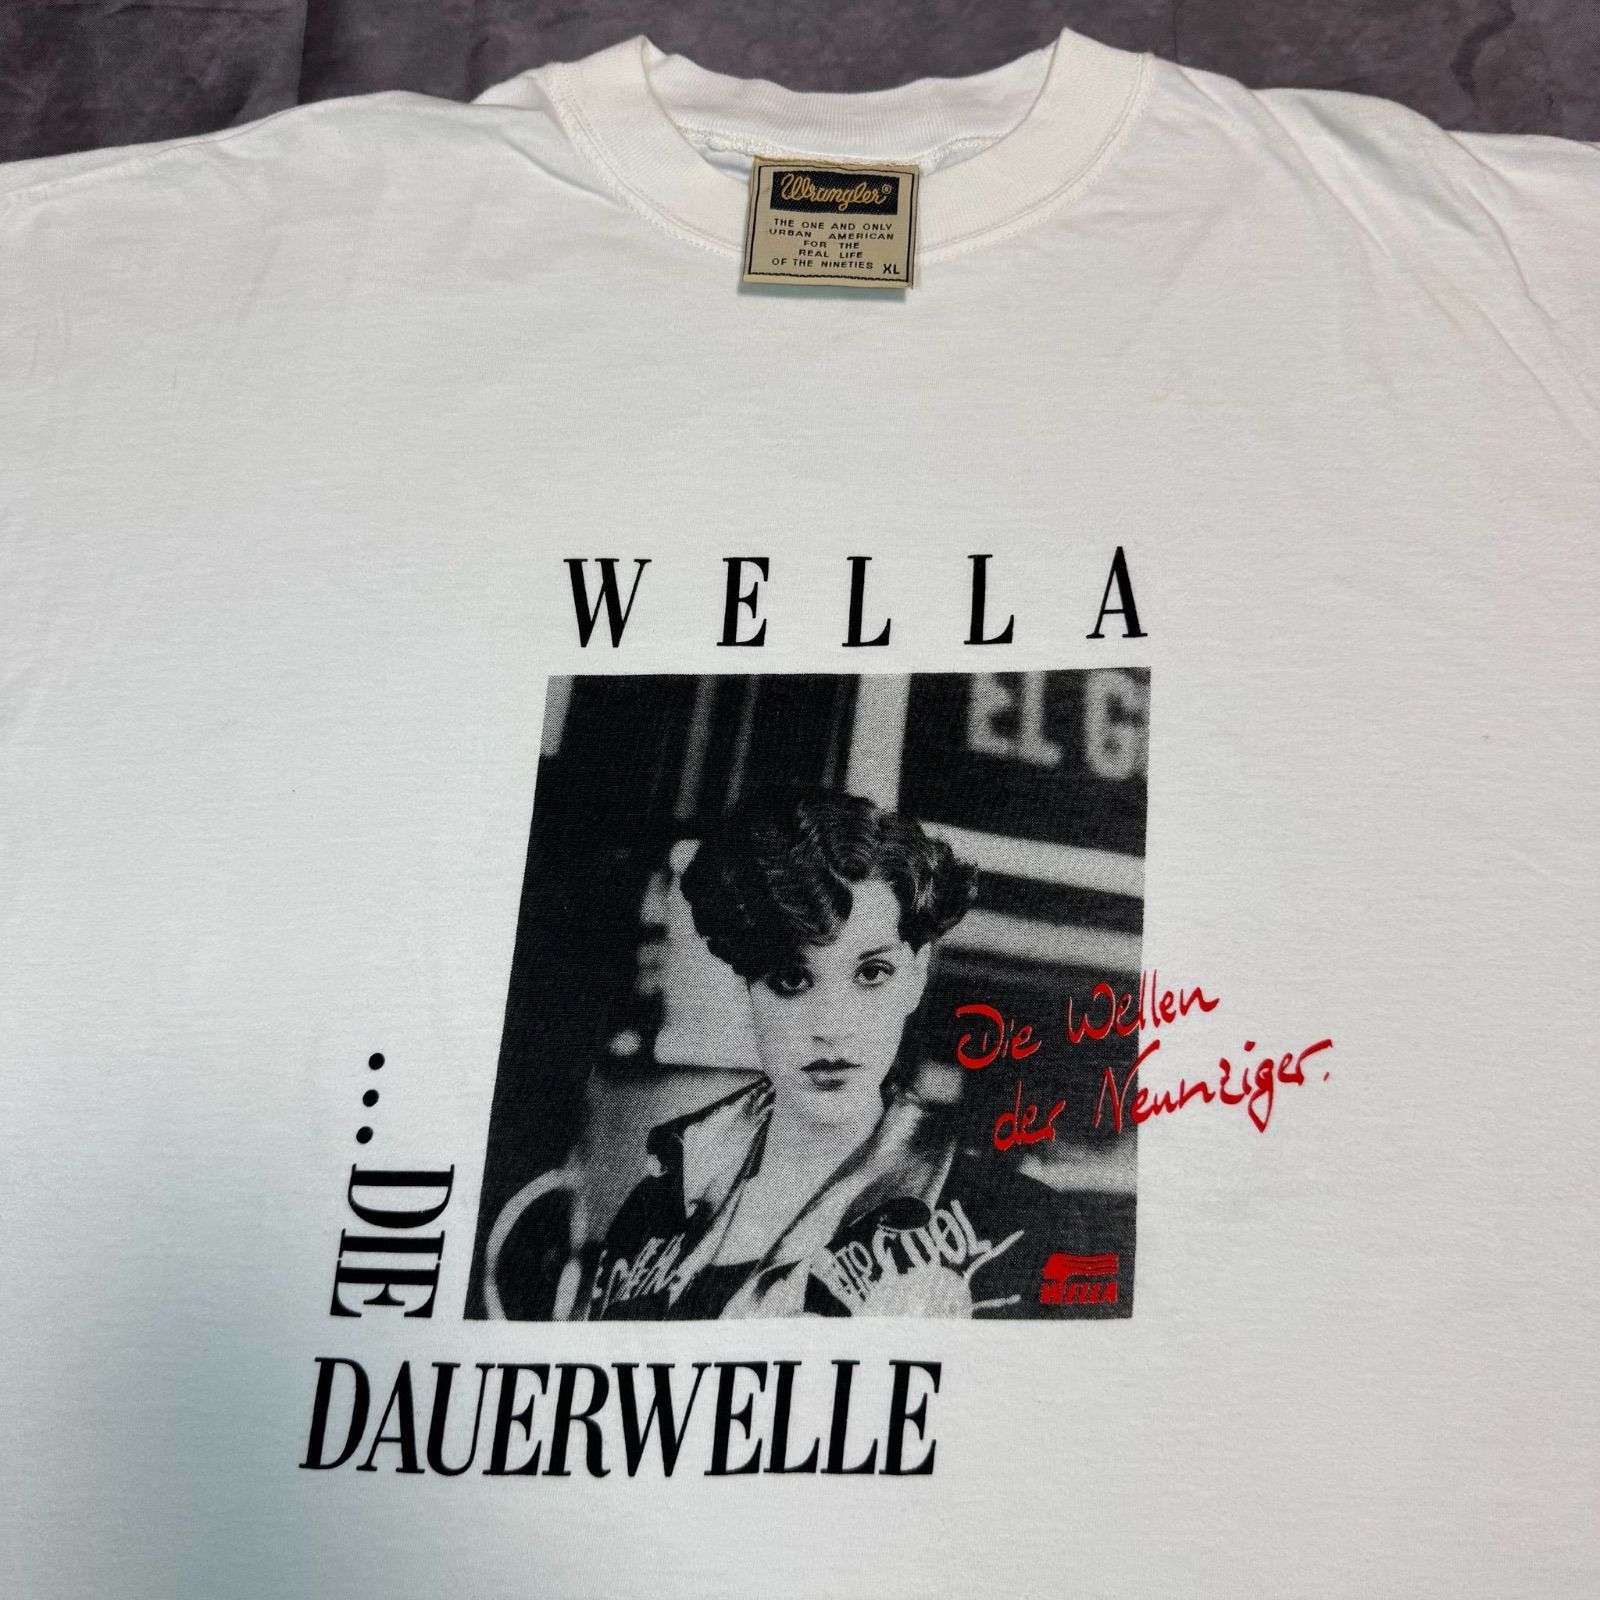 Wrangler®
THE ONE AND ONLY
URBAN AMERICAN
FOR THE
REAL LIFE
OF THE NINETIES XL
WELLA
EL G
Die Wellen
der Neunziger.
WELLA
...DIE
DAUERWELLE